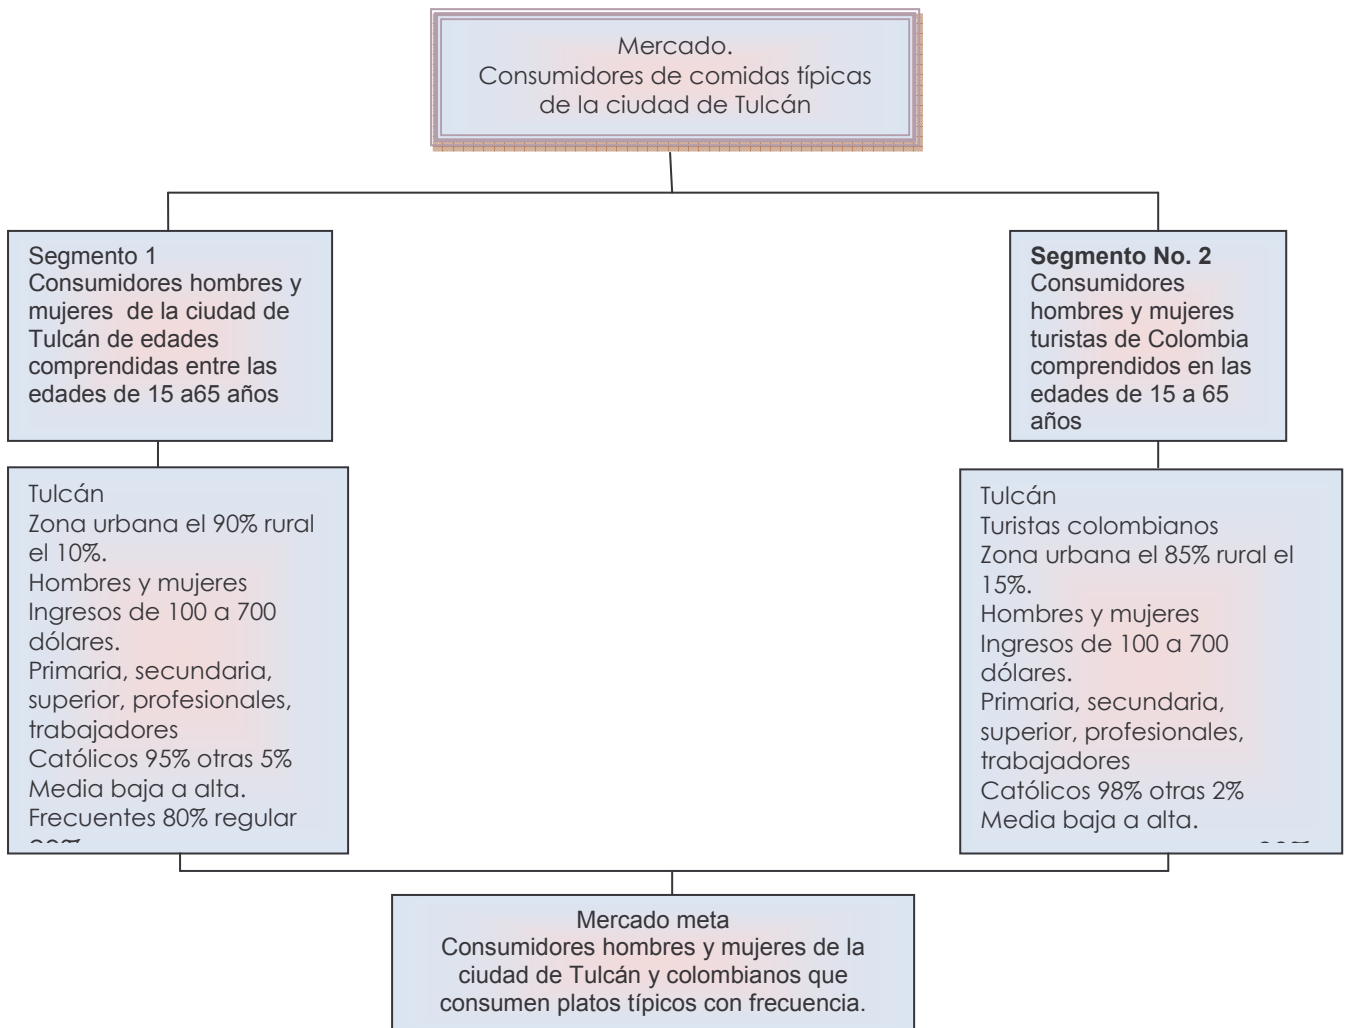 Mercado.
Consumidores de comidas típicas
de la ciudad de Tulcán
Segmento 1
Consumidores hombres y
mujeres de la ciudad de
Tulcán de edades
comprendidas entre las
edades de 15 a65 años
Segmento No. 2
Consumidores
hombres y mujeres
turistas de Colombia
comprendidos en las
edades de 15 a 65
años
Tulcán
Zona urbana el 90% rural
el 10%.
Hombres y mujeres
Ingresos de 100 a 700
dólares.
Primaria, secundaria,
superior, profesionales,
trabajadores
Católicos 95% otras 5%
Media baja a alta.
Frecuentes 80% regular
Tulcán
Turistas colombianos
Zona urbana el 85% rural el
15%.
Hombres y mujeres
Ingresos de 100 a 700
dólares.
Primaria, secundaria,
superior, profesionales,
trabajadores
Católicos 98% otras 2%
Media baja a alta.
Mercado meta
Consumidores hombres y mujeres de la
ciudad de Tulcán y colombianos que
consumen platos típicos con frecuencia.